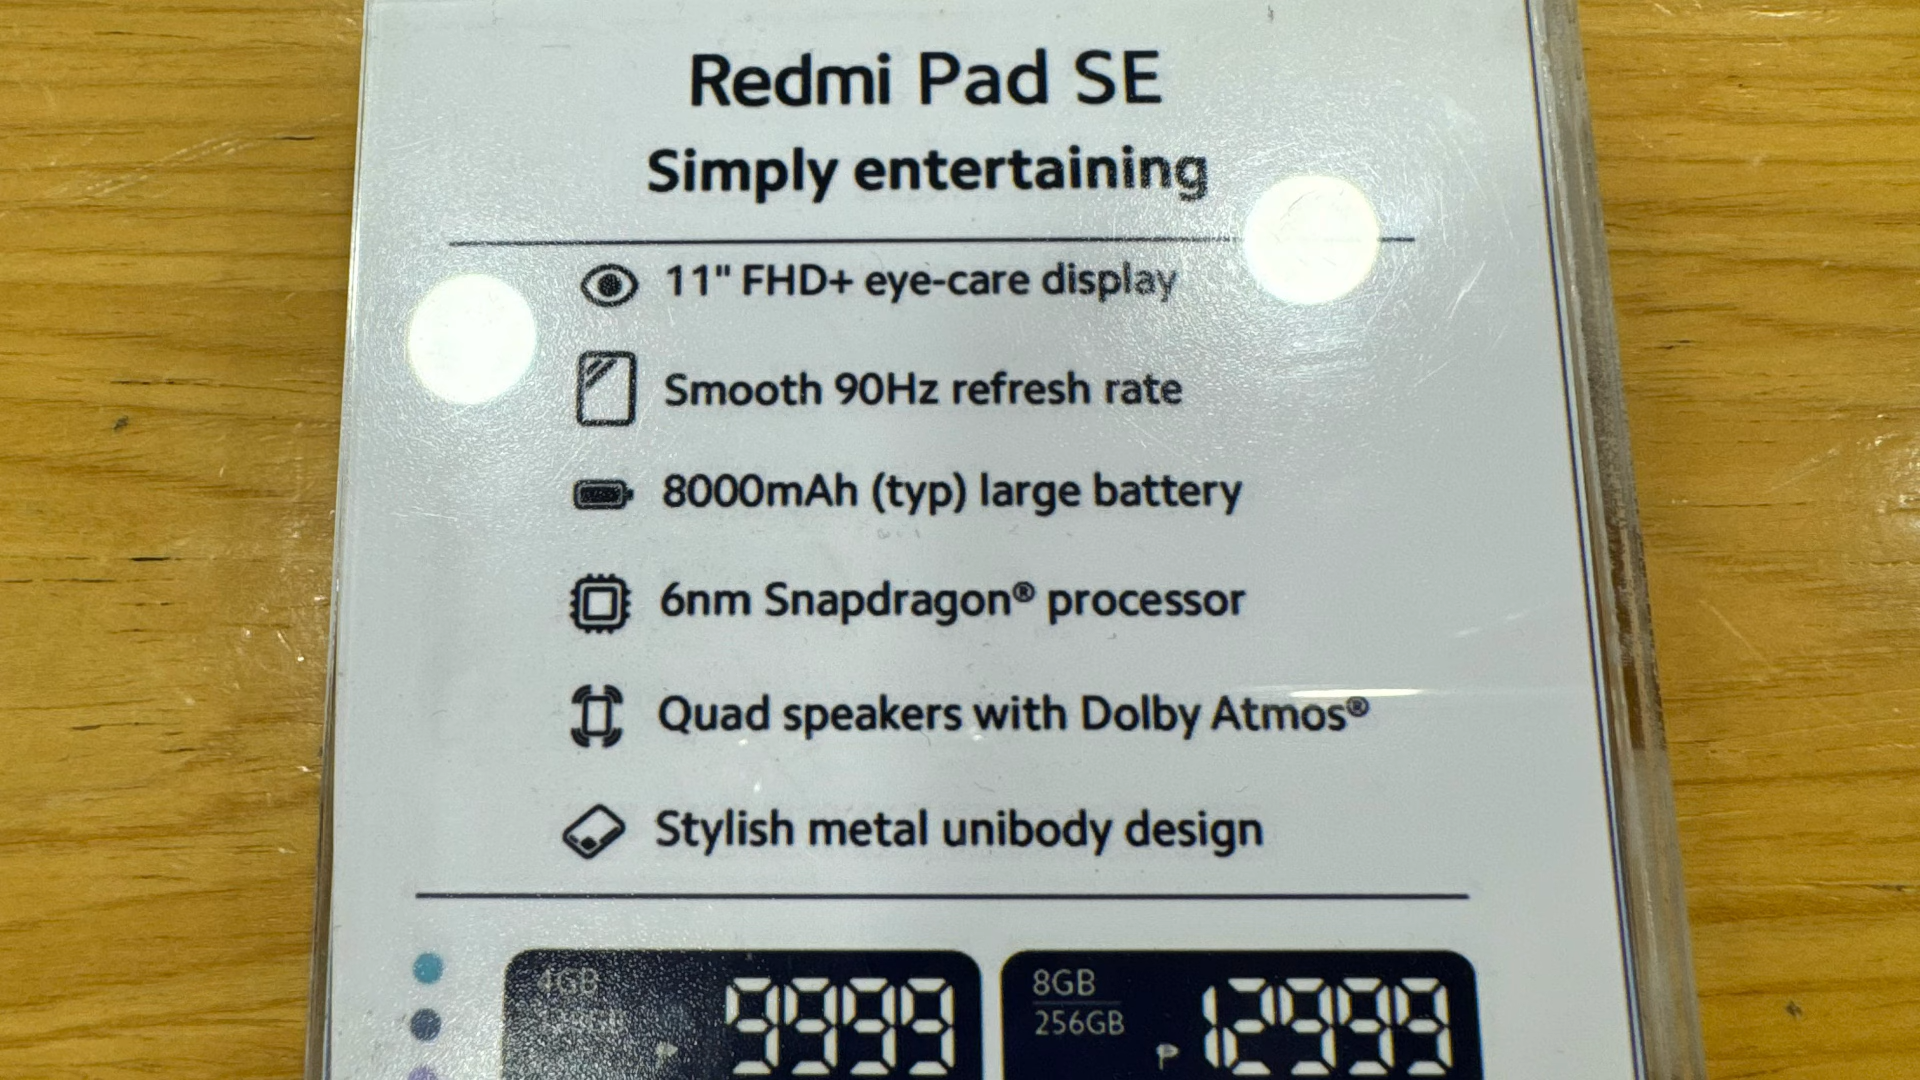 Redmi Pad SE
Simply entertaining
11" FHD+ eye-care display
Smooth 90Hz refresh rate
8000mAh (typ) large battery
6nm Snapdragon® processor
Quad speakers with Dolby Atmos®
Stylish metal unibody design
4GB
P 9999
8GB
256GB
P 12999